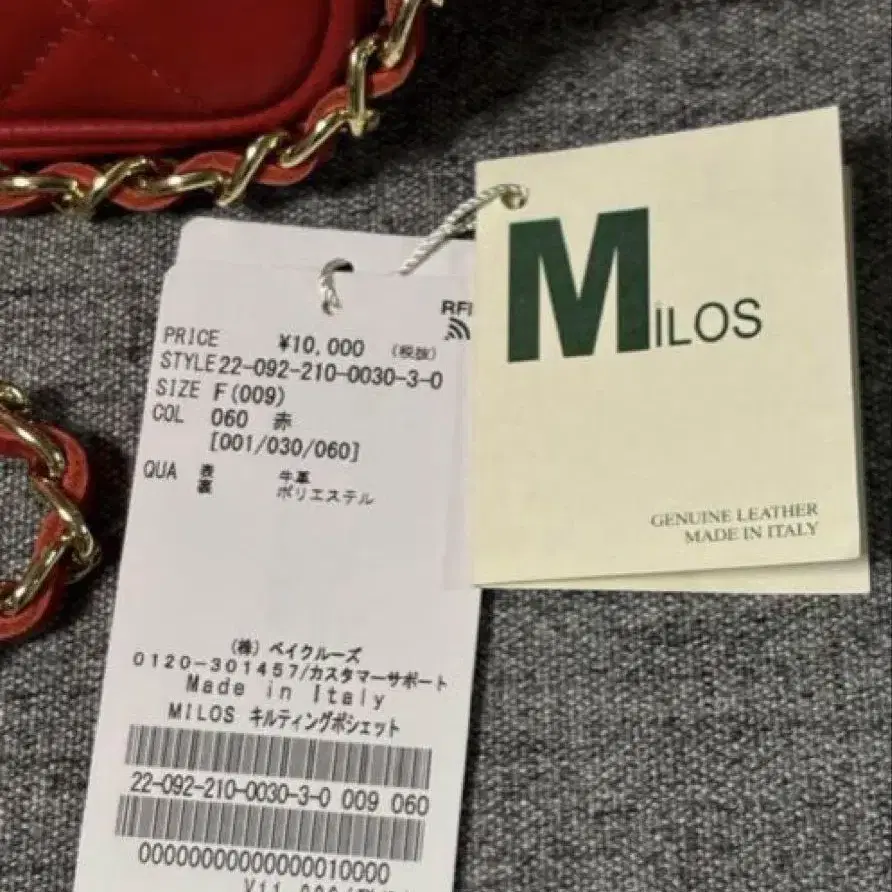 RFI
PRICE ¥10,000 (税抜)
STYLE 22-092-210-0030-3-0
SIZE F(009)
COL 060 赤
[001/030/060]
QUA 表 牛革
裏 ポリエステル
(株) ベイクルーズ
0120-301457/カスタマーサポート
Made in Italy
MILOS キルティングポシェット
22-092-210-0030-3-0 009 060
00000000000000010000
MiLOS
GENUINE LEATHER
MADE IN ITALY